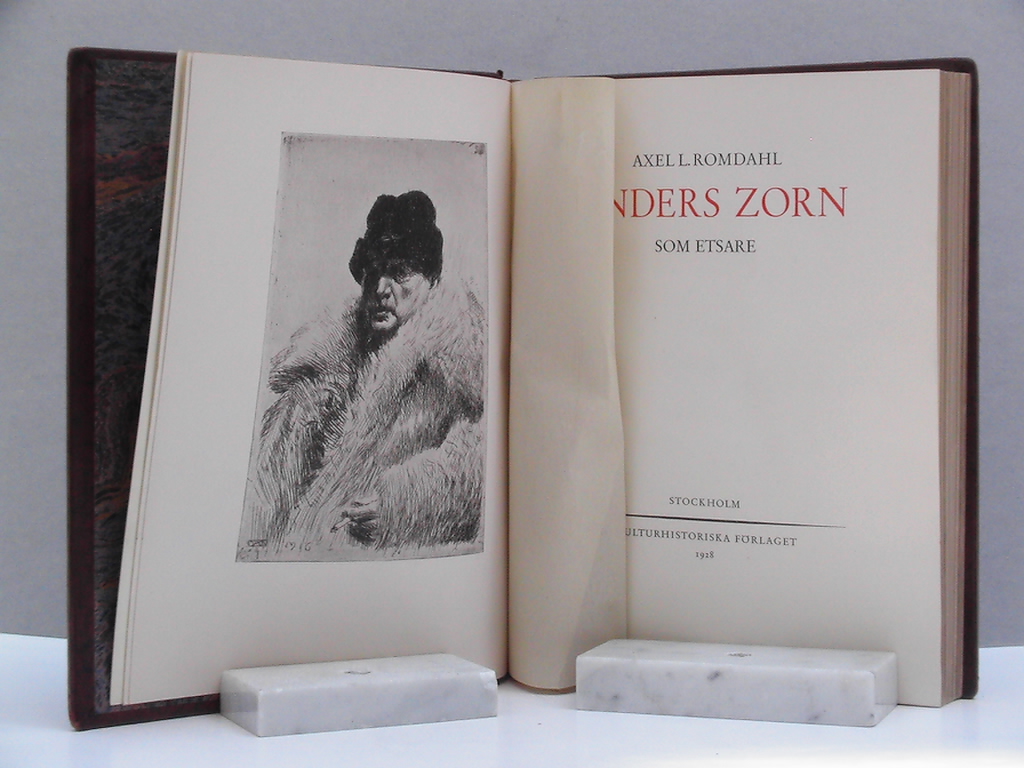 AXEL L. ROMDAHL
NDERS ZORN
SOM ETSARE
STOCKHOLM
ULTURHISTORISKA FÖRLAGET
1928